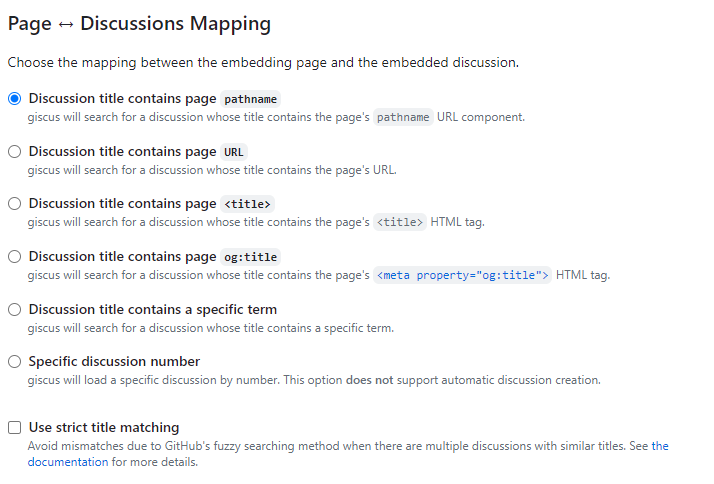 Page ↔ Discussions Mapping
Choose the mapping between the embedding page and the embedded discussion.
Discussion title contains page pathname
giscus will search for a discussion whose title contains the page's pathname URL component.
Discussion title contains page URL
giscus will search for a discussion whose title contains the page's URL.
Discussion title contains page <title>
giscus will search for a discussion whose title contains the page's <title> HTML tag.
Discussion title contains page og:title
giscus will search for a discussion whose title contains the page's <meta property="og:title"> HTML tag.
Discussion title contains a specific term
giscus will search for a discussion whose title contains a specific term.
Specific discussion number
giscus will load a specific discussion by number. This option does not support automatic discussion creation.
Use strict title matching
Avoid mismatches due to GitHub's fuzzy searching method when there are multiple discussions with similar titles. See the
documentation for more details.